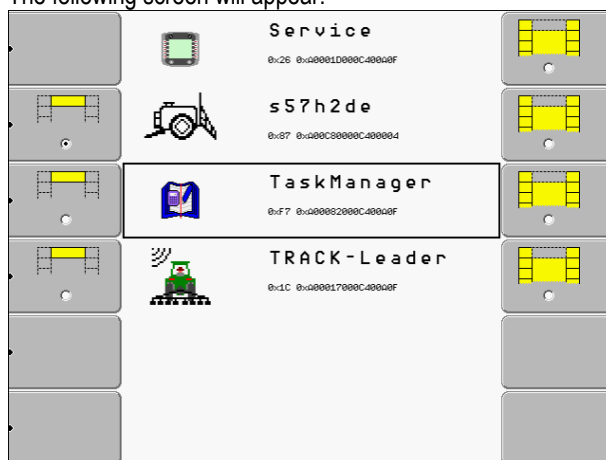 The following screen will appear:
Service
0x26 0xA0001D000C400A0F
s57h2de
0x87 0xA00C80000C400004
TaskManager
0xF7 0xA00082000C400A0F
TRACK-Leader
0x1C 0xA00017000C400A0F